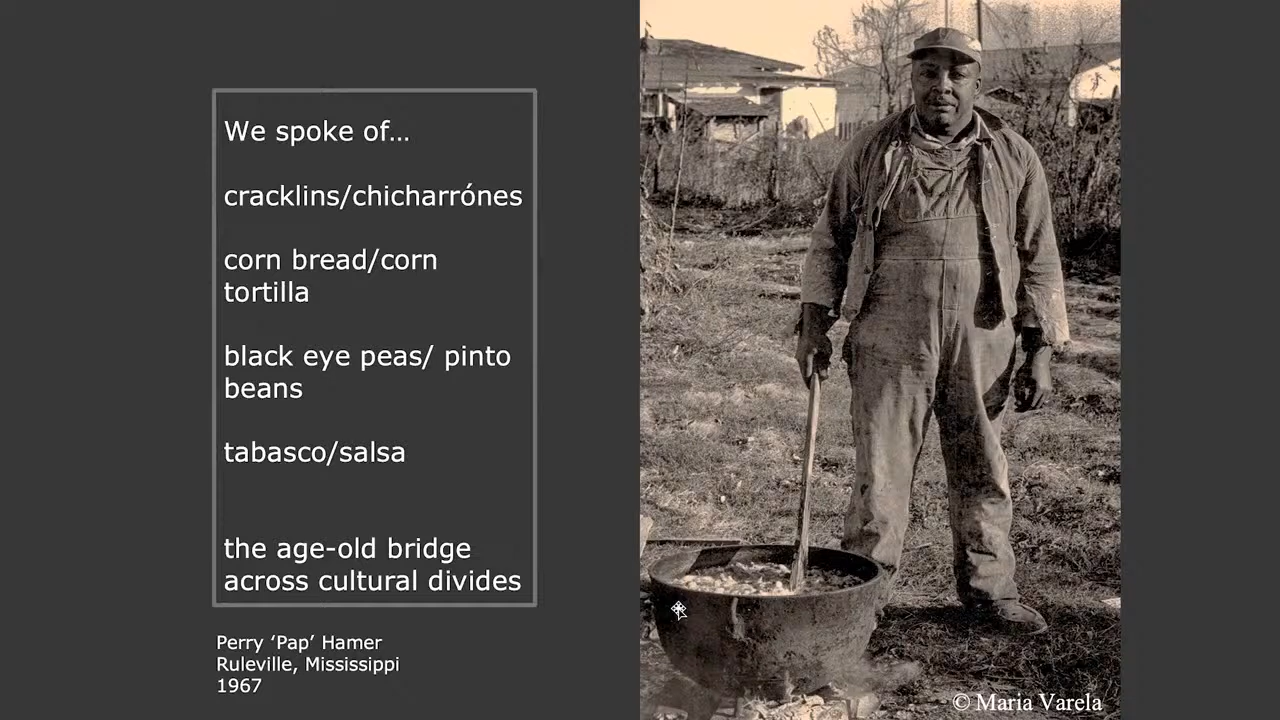 We spoke of…
cracklins/chicharrónes
corn bread/corn
tortilla
black eye peas/ pinto
beans
tabasco/salsa
the age-old bridge
across cultural divides
Perry ‘Pap’ Hamer
Ruleville, Mississippi
1967
© Maria Varela